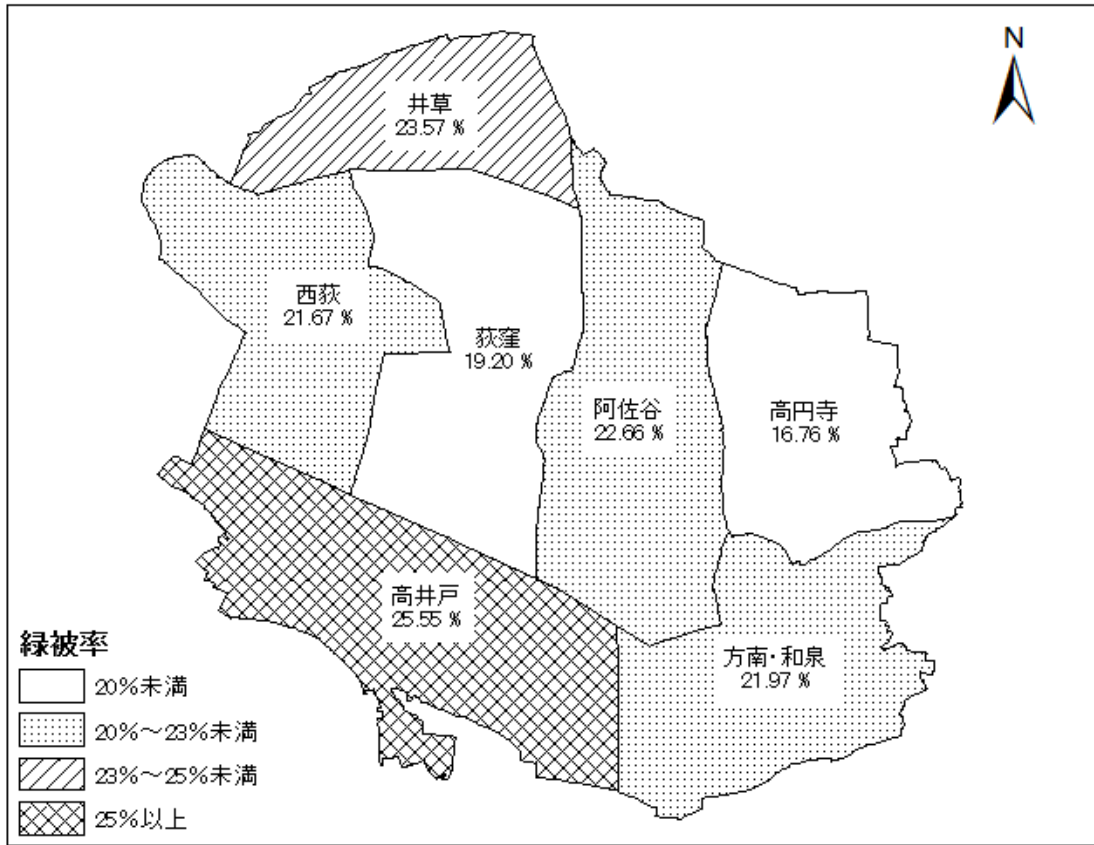 N
井草
23.57 %
西荻
21.67 %
荻窪
19.20 %
阿佐谷
22.66 %
高円寺
16.76 %
高井戸
25.55 %
方南・和泉
21.97 %
緑被率
20%未満
20%～23%未満
23%～25%未満
25%以上